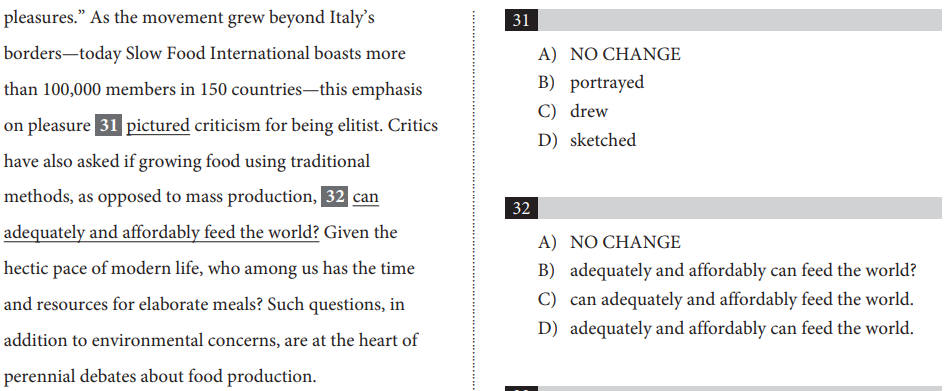 pleasures.” As the movement grew beyond Italy’s
borders—today Slow Food International boasts more
than 100,000 members in 150 countries—this emphasis
on pleasure 31 pictured criticism for being elitist. Critics
have also asked if growing food using traditional
methods, as opposed to mass production, 32 can
adequately and affordably feed the world? Given the
hectic pace of modern life, who among us has the time
and resources for elaborate meals? Such questions, in
addition to environmental concerns, are at the heart of
perennial debates about food production.
31
A) NO CHANGE
B) portrayed
C) drew
D) sketched
32
A) NO CHANGE
B) adequately and affordably can feed the world?
C) can adequately and affordably feed the world.
D) adequately and affordably can feed the world.